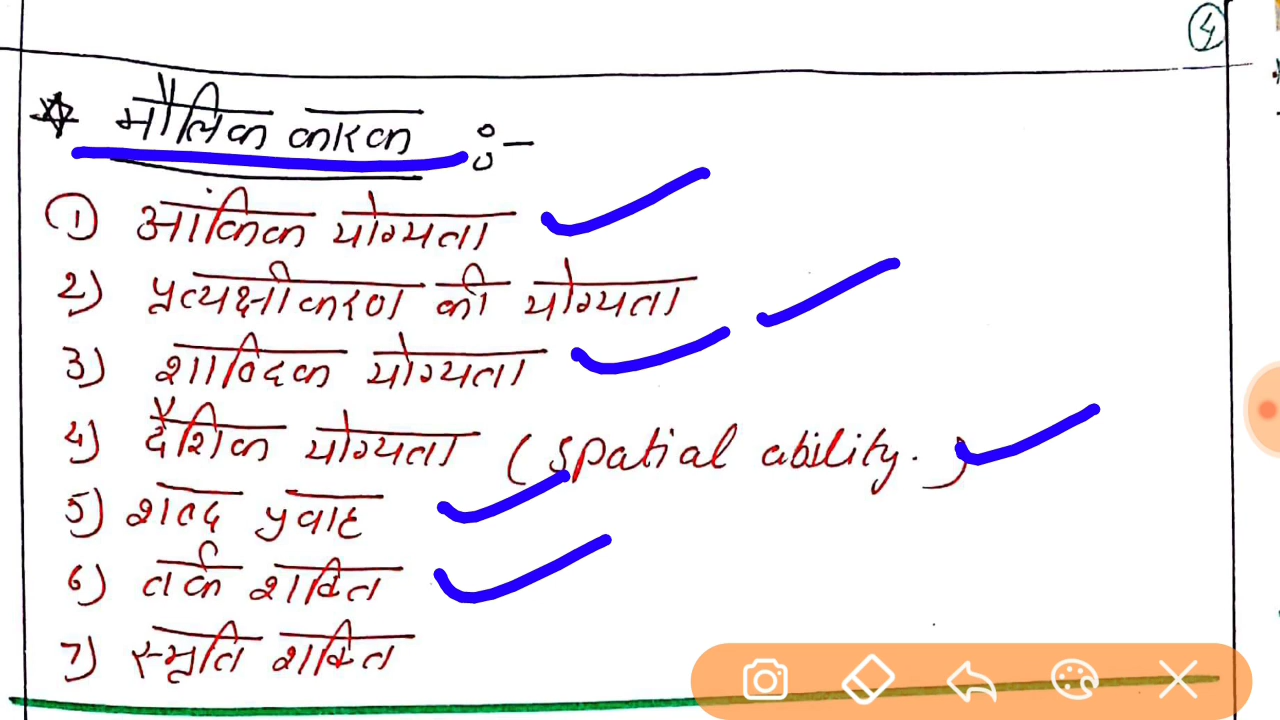 4
* मौलिक कारक :-
1) आंकिक योग्यता
2) प्रत्यक्षीकरण की योग्यता
3) शाब्दिक योग्यता
4) दैशिक योग्यता (Spatial ability.)
5) शब्द प्रवाह
6) तर्क शक्ति
7) स्मृति शक्ति